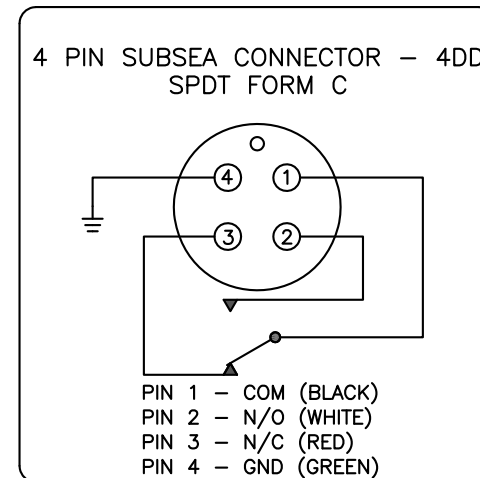 4 PIN SUBSEA CONNECTOR – 4DD
SPDT FORM C
4 1
3 2
PIN 1 – COM (BLACK)
PIN 2 – N/O (WHITE)
PIN 3 – N/C (RED)
PIN 4 – GND (GREEN)